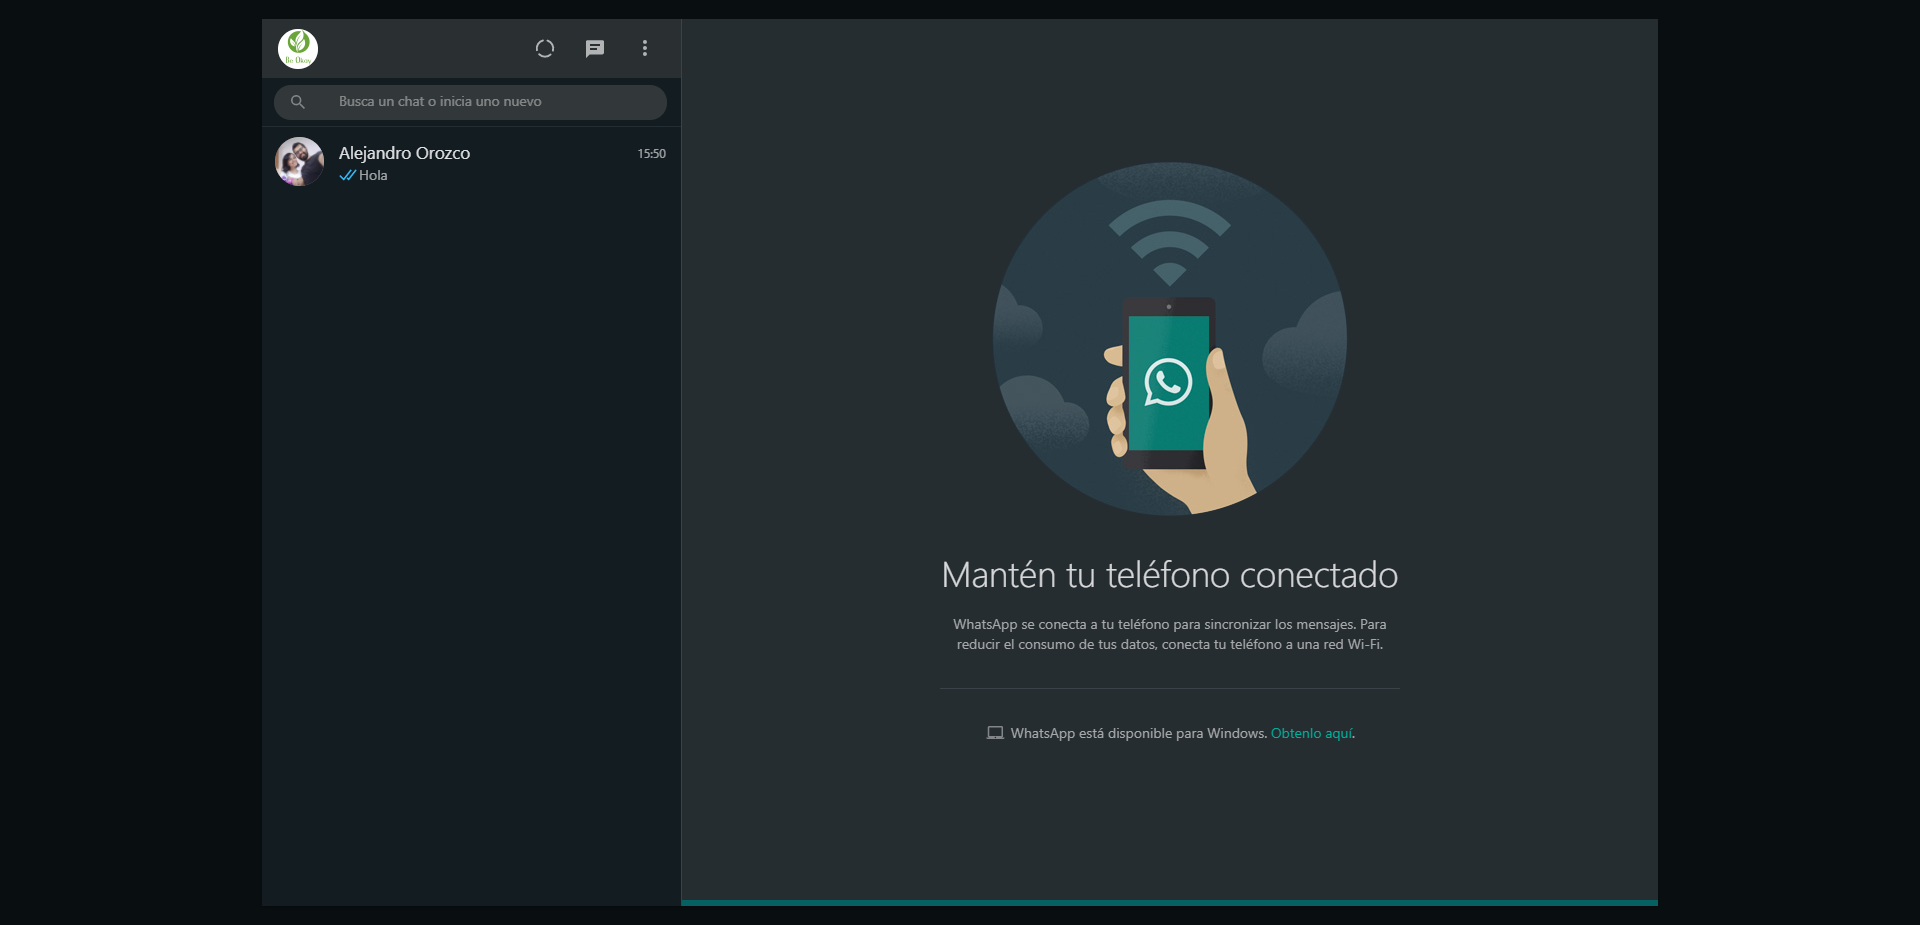 Be Okay
Busca un chat o inicia uno nuevo
Alejandro Orozco
15:50
Hola
Mantén tu teléfono conectado
WhatsApp se conecta a tu teléfono para sincronizar los mensajes. Para
reducir el consumo de tus datos, conecta tu teléfono a una red Wi-Fi.
WhatsApp está disponible para Windows. Obtenlo aquí.